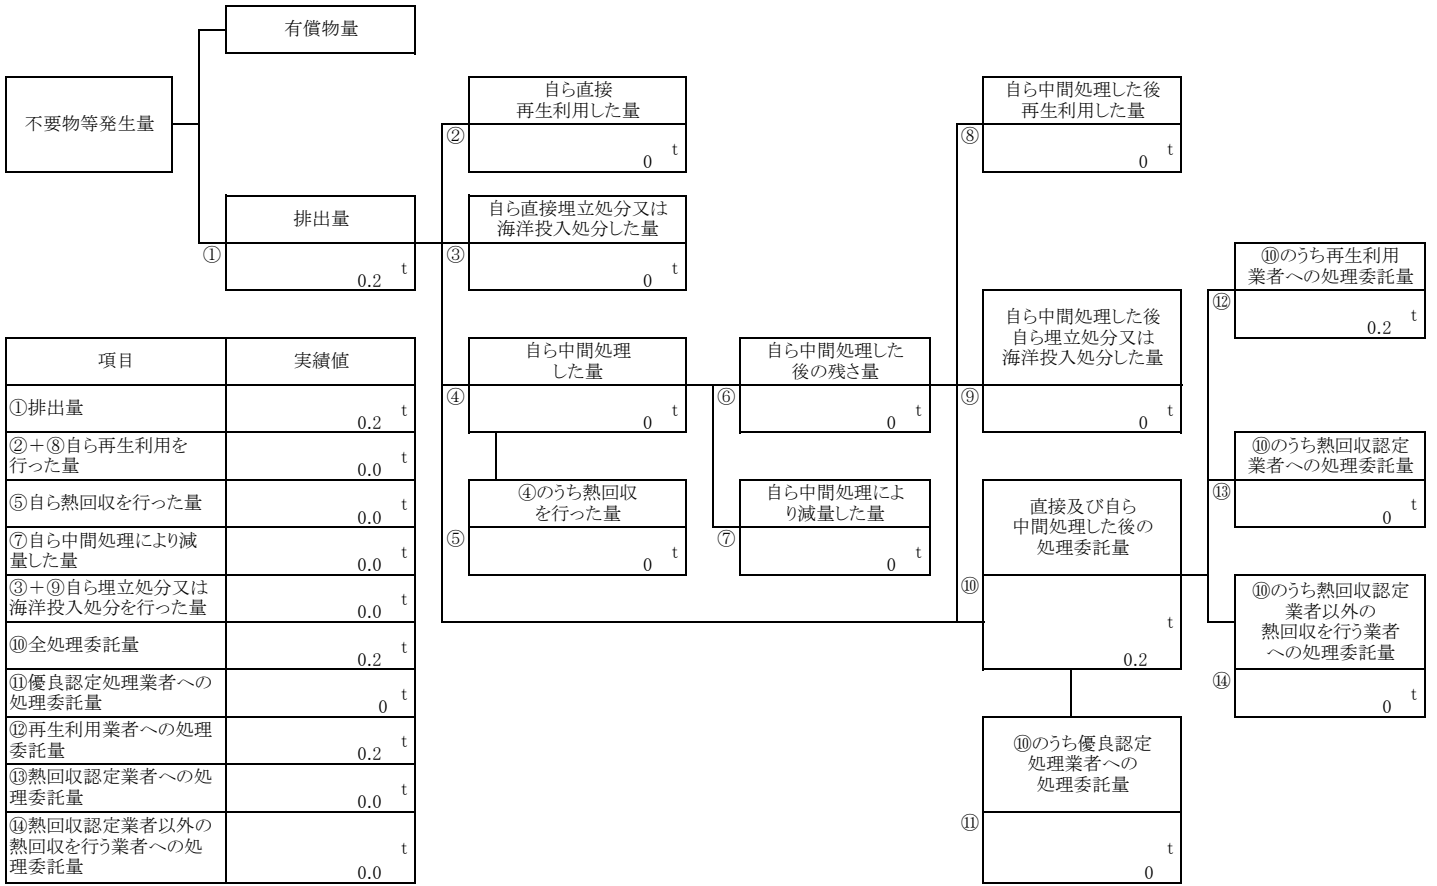 有償物量
不要物等発生量
自ら直接
再生利用した量
②
t
0
自ら中間処理した後
再生利用した量
⑧
t
0
排出量
①
t
0.2
自ら直接埋立処分又は
海洋投入処分した量
③
t
0
⑩のうち再生利用
業者への処理委託量
⑫
t
0.2
自ら中間処理した後
自ら埋立処分又は
海洋投入処分した量
⑨
t
0
自ら中間処理
した量
④
t
0
自ら中間処理した
後の残さ量
⑥
t
0
⑩のうち熱回収認定
業者への処理委託量
⑬
t
0
④のうち熱回収
を行った量
⑤
t
0
自ら中間処理によ
り減量した量
⑦
t
0
直接及び自ら
中間処理した後の
処理委託量
⑩
t
0.2
⑩のうち熱回収認定
業者以外の
熱回収を行う業者
への処理委託量
⑭
t
0
⑩のうち優良認定
処理業者への
処理委託量
⑪
t
0
項目 実績値
①排出量
t
0.2
②＋⑧自ら再生利用を
行った量
t
0.0
⑤自ら熱回収を行った量
t
0.0
⑦自ら中間処理により減
量した量
t
0.0
③＋⑨自ら埋立処分又は
海洋投入処分を行った量
t
0.0
⑩全処理委託量
t
0.2
⑪優良認定処理業者への
処理委託量
t
0
⑫再生利用業者への処理
委託量
t
0.2
⑬熱回収認定業者への処
理委託量
t
0.0
⑭熱回収認定業者以外の
熱回収を行う業者への処
理委託量
t
0.0